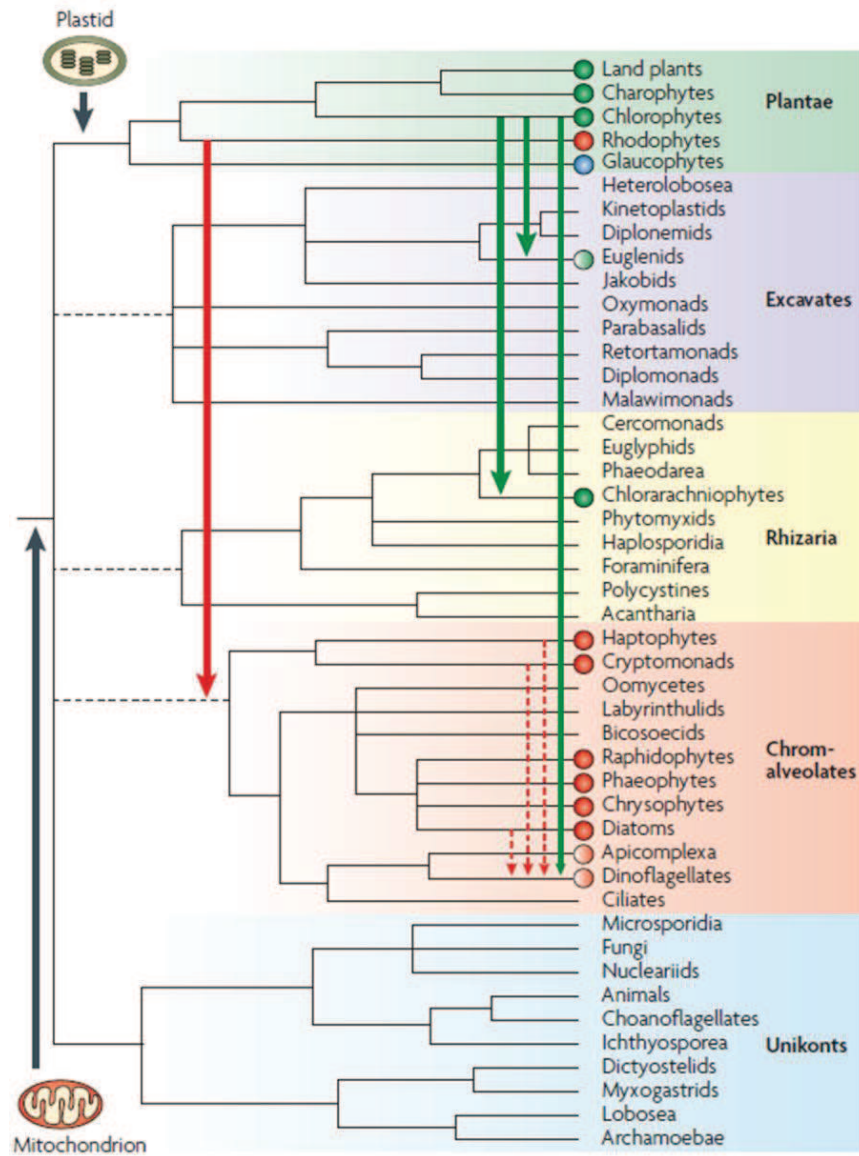 Plastid
Land plants
Charophytes
Chlorophytes
Plantae
Rhodophytes
Glaucophytes
Heterolobosea
Kinetoplastids
Diplonemids
Euglenids
Jakobids
Excavates
Oxymonads
Parabasalids
Retortamonads
Diplomonads
Malawimonads
Cercomonads
Euglyphids
Phaeodarea
Chlorarachniophytes
Phytomyxids
Rhizaria
Haplosporidia
Foraminifera
Polycystines
Acantharia
Haptophytes
Cryptomonads
Oomycetes
Labyrinthulids
Bicosoecids
Chrom-
alveolates
Raphidophytes
Phaeophytes
Chrysophytes
Diatoms
Apicomplexa
Dinoflagellates
Ciliates
Microsporidia
Fungi
Nucleariids
Animals
Choanoflagellates
Ichthyosporea
Unikonts
Dictyostelids
Myxogastrids
Lobosea
Archamoebae
Mitochondrion